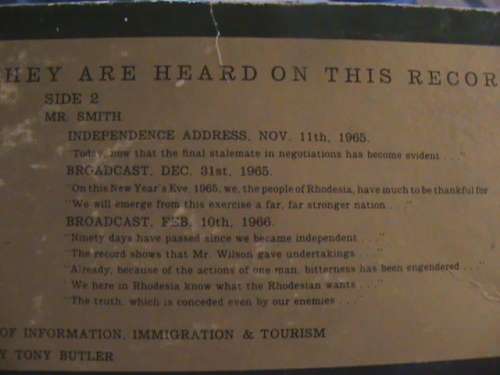 HEY ARE HEARD ON THIS RECOR
SIDE 2
MR. SMITH.
INDEPENDENCE ADDRESS, NOV. 11th, 1965.
"Today, now that the final stalemate in negotiations has become evident . . ."
BROADCAST, DEC. 31st, 1965.
"On this New Year's Eve, 1965, we, the people of Rhodesia, have much to be thankful for
"We will emerge from this exercise a far, far stronger nation . . ."
BROADCAST, FEB. 10th, 1966.
"Ninety days have passed since we became independent . . ."
"The record shows that Mr. Wilson gave undertakings . . ."
"Already, because of the actions of one man, bitterness has been engendered . . ."
"We here in Rhodesia know what the Rhodesian wants . . ."
"The truth, which is conceded even by our enemies . . ."
OF INFORMATION, IMMIGRATION & TOURISM
Y TONY BUTLER